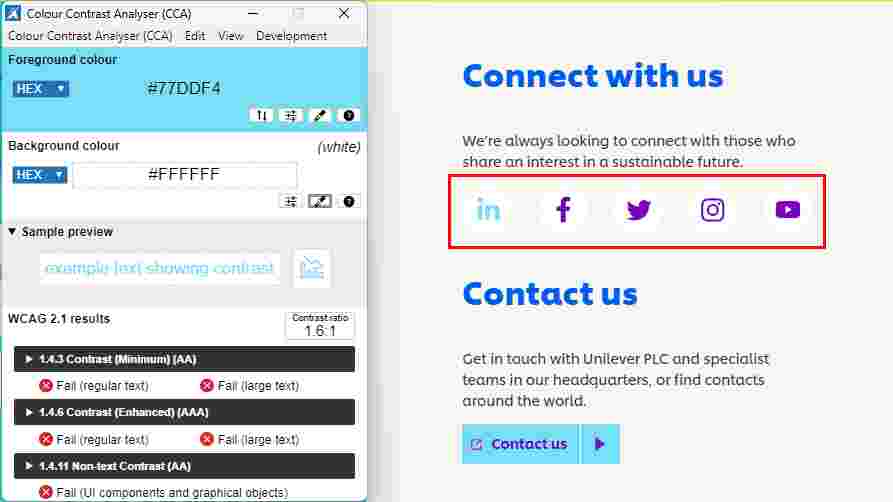 Colour Contrast Analyser (CCA)
Colour Contrast Analyser (CCA) Edit View Development
Foreground colour
HEX #77DDF4
Background colour (white)
HEX #FFFFFF
Sample preview
example text showing contrast
WCAG 2.1 results
Contrast ratio
1.6:1
1.4.3 Contrast (Minimum) (AA)
Fail (regular text) Fail (large text)
1.4.6 Contrast (Enhanced) (AAA)
Fail (regular text) Fail (large text)
1.4.11 Non-text Contrast (AA)
Fail (UI components and graphical objects)
Connect with us
We're always looking to connect with those who
share an interest in a sustainable future.
in f
Contact us
Get in touch with Unilever PLC and specialist
teams in our headquarters, or find contacts
around the world.
Contact us